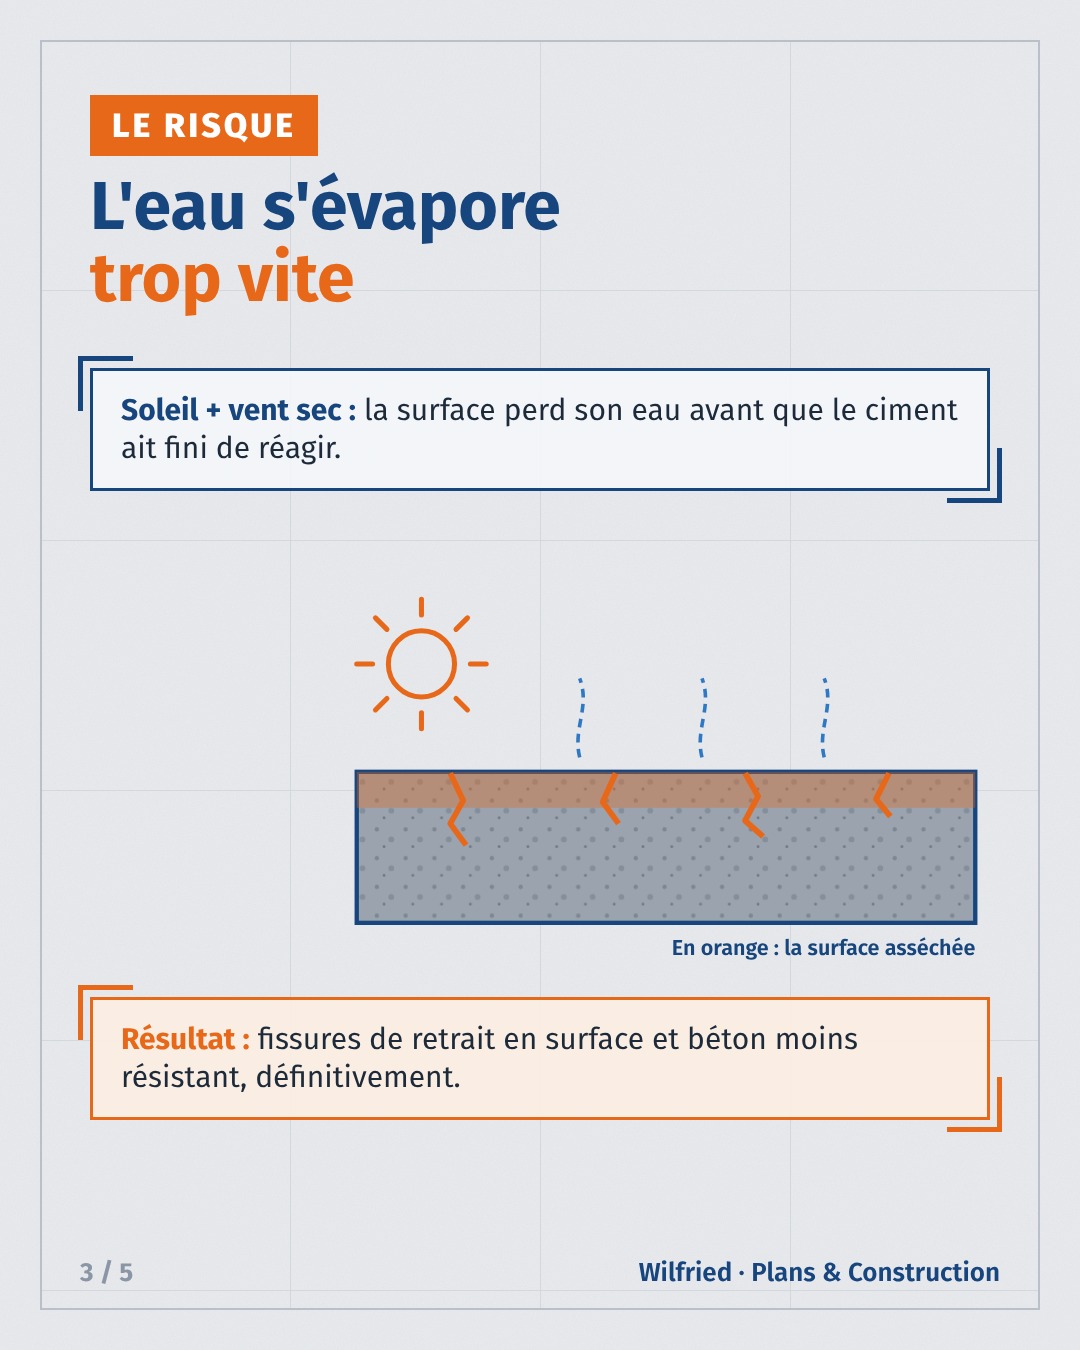 LE RISQUE
L'eau s'évapore
trop vite
Soleil + vent sec : la surface perd son eau avant que le ciment
ait fini de réagir.
En orange : la surface asséchée
Résultat : fissures de retrait en surface et béton moins
résistant, définitivement.
3 / 5
Wilfried · Plans & Construction